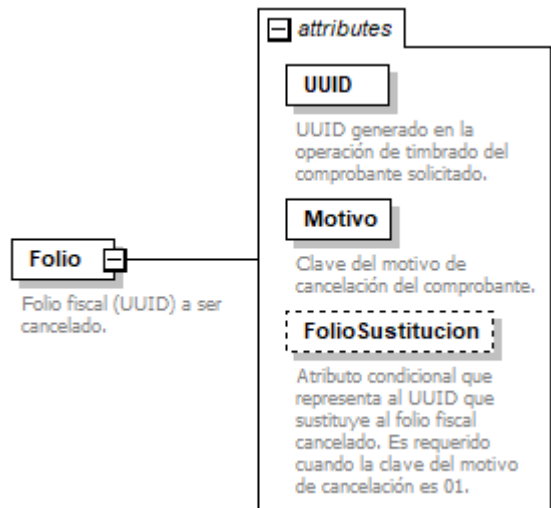 attributes
UUID
UUID generado en la
operación de timbrado del
comprobante solicitado.
Motivo
Clave del motivo de
cancelación del comprobante.
Folio
Folio fiscal (UUID) a ser
cancelado.
FolioSustitucion
Atributo condicional que
representa al UUID que
sustituye al folio fiscal
cancelado. Es requerido
cuando la clave del motivo
de cancelación es 01.